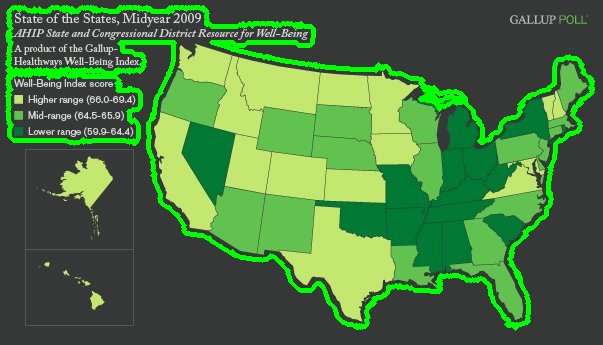 State of the States, Midyear 2009
GALLUP POLL
AHIP State and Congressional District Resource for Well-Being
A product of the Gallup-
Healthways Well-Being Index
Well-Being Index score
Higher range (66.0-69.4)
Mid-range (64.5-65.9)
Lower range (59.9-64.4)